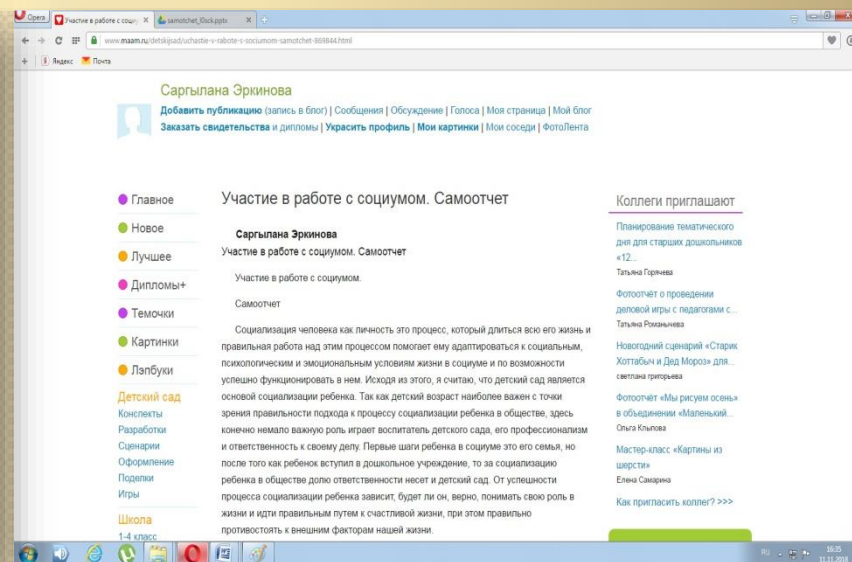 Opera
Участие в работе с социу
samotchet_l0sck.pptx
www.maam.ru/detskijsad/uchastie-v-rabote-s-sociumom-samotchet-869844.html
Яндекс
Почта
Саргылана Эркинова
Добавить публикацию (запись в блог) | Сообщения | Обсуждение | Голоса | Моя страница | Мой блог
Заказать свидетельства и дипломы | Украсить профиль | Мои картинки | Мои соседи | ФотоЛента
Главное
Новое
Лучшее
Дипломы+
Темочки
Картинки
Лэпбуки
Детский сад
Конспекты
Разработки
Сценарии
Оформление
Поделки
Игры
Школа
1-4 класс
Участие в работе с социумом. Самоотчет
Саргылана Эркинова
Участие в работе с социумом. Самоотчет
Участие в работе с социумом.
Самоотчет
Социализация человека как личность это процесс, который длиться всю его жизнь и
правильная работа над этим процессом помогает ему адаптироваться к социальным,
психологическим и эмоциональным условиям жизни в социуме и по возможности
успешно функционировать в нем. Исходя из этого, я считаю, что детский сад является
основой социализации ребенка. Так как детский возраст наиболее важен с точки
зрения правильности подхода к процессу социализации ребенка в обществе, здесь
конечно немало важную роль играет воспитатель детского сада, его профессионализм
и ответственность к своему делу. Первые шаги ребенка в социуме это его семья, но
после того как ребенок вступил в дошкольное учреждение, то за социализацию
ребенка в обществе долю ответственности несет и детский сад. От успешности
процесса социализации ребенка зависит, будет ли он, верно, понимать свою роль в
жизни и идти правильным путем к счастливой жизни, при этом правильно
противостоять к внешним факторам нашей жизни.
Коллеги приглашают
Планирование тематического
дня для старших дошкольников
«12...
Татьяна Горячева
Фотоотчёт о проведении
деловой игры с педагогами с...
Татьяна Романычева
Новогодний сценарий «Старик
Хоттабыч и Дед Мороз» для...
светлана григорьева
Фотоотчёт «Мы рисуем осень»
в объединении «Маленький...
Ольга Клыпова
Мастер-класс «Картины из
шерсти»
Елена Самарина
Как пригласить коллег? >>>
RU
16:35
11.11.2018